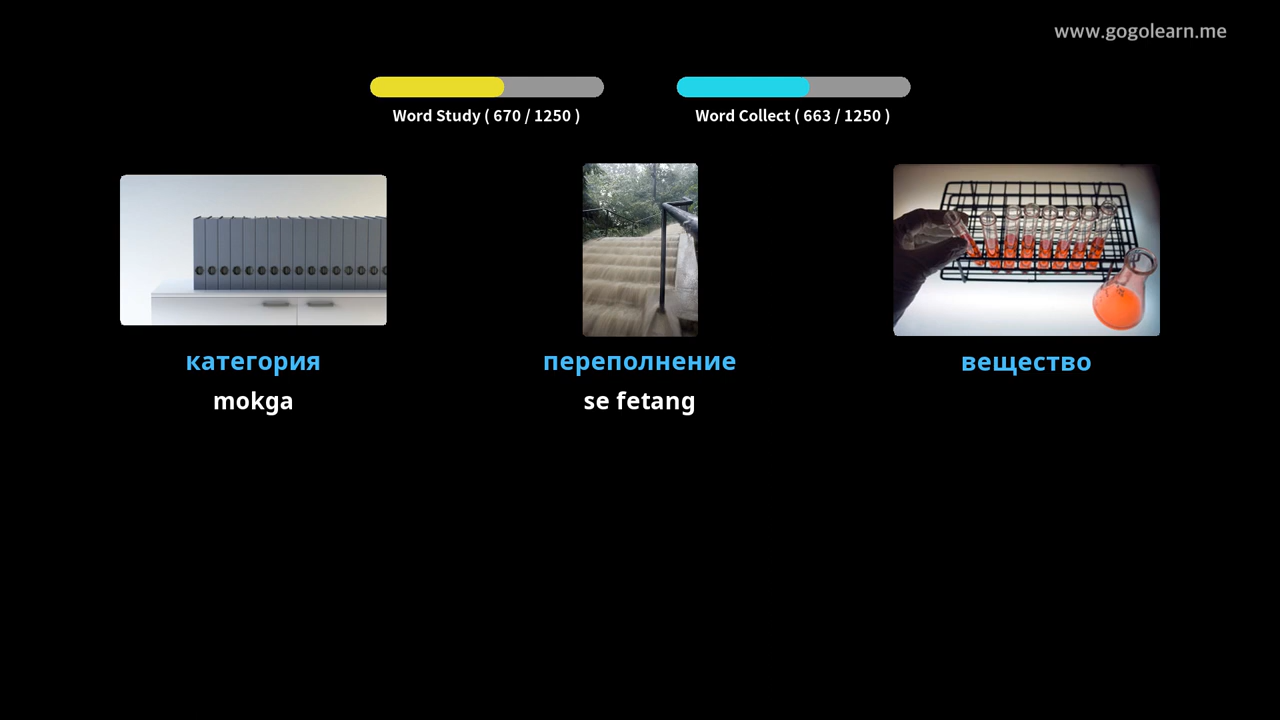 www.gogolearn.me
Word Study ( 670 / 1250 )
Word Collect ( 663 / 1250 )
категория
переполнение
вещество
mokga
se fetang